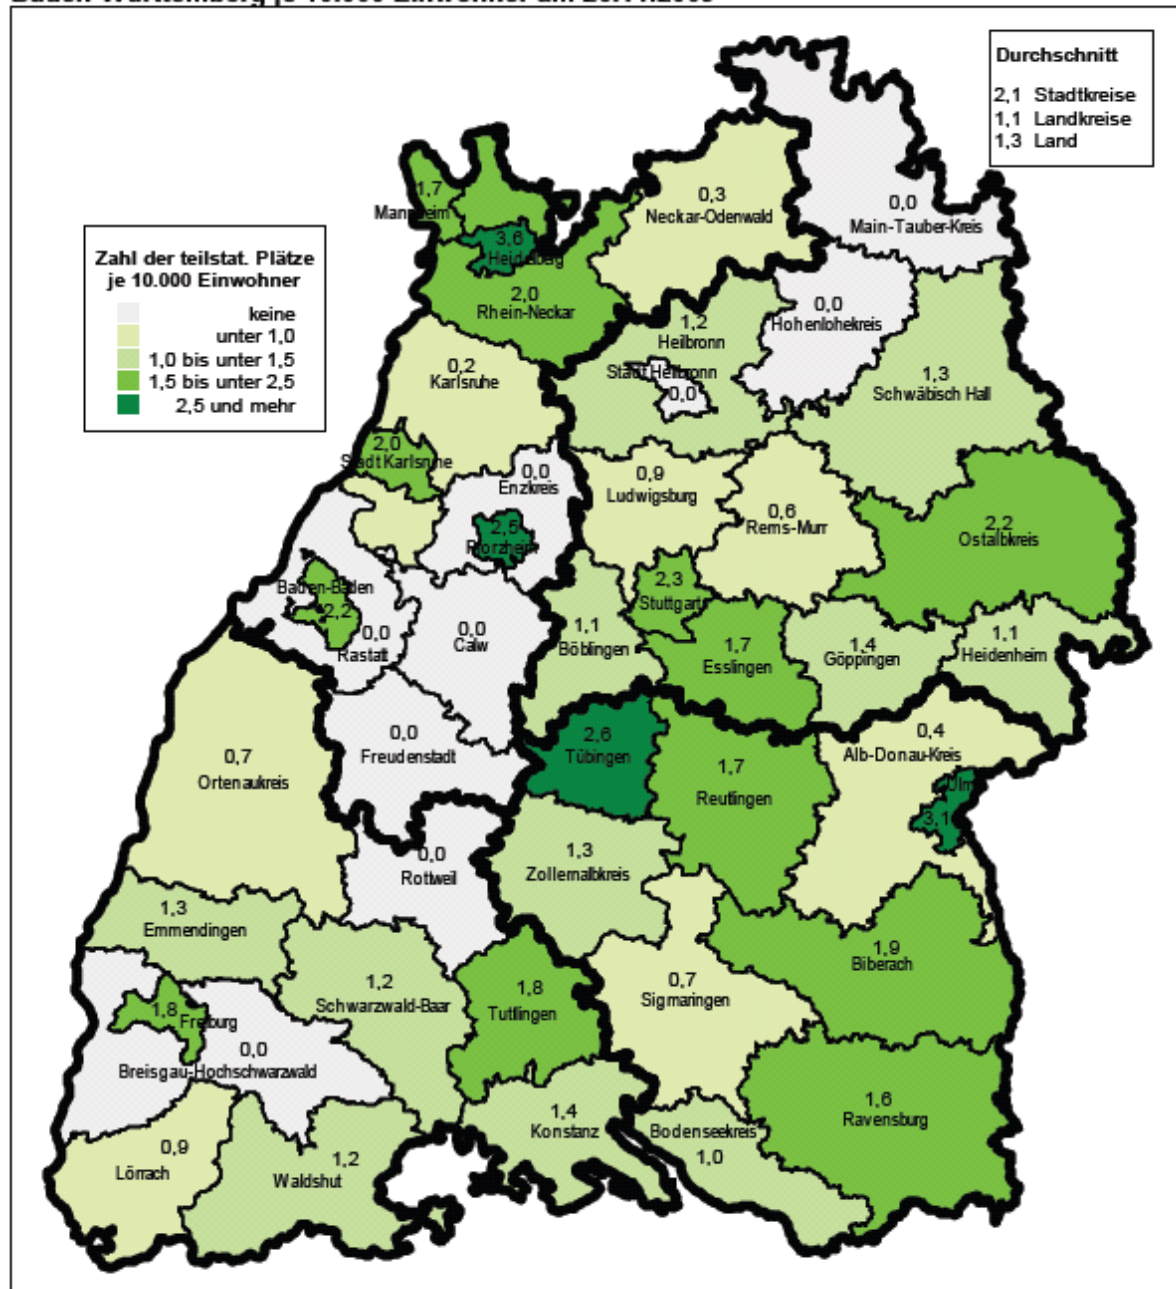 Durchschnitt
2,1 Stadtkreise
1,1 Landkreise
1,3 Land
Zahl der teilstat. Plätze
je 10.000 Einwohner
keine
unter 1,0
1,0 bis unter 1,5
1,5 bis unter 2,5
2,5 und mehr
0,0
Main-Tauber-Kreis
0,3
Neckar-Odenwald
1,7
Mannheim
3,6
Heidelberg
2,0
Rhein-Neckar
0,0
Hohenlohekreis
1,2
Heilbronn
Stadt Heilbronn
0,0
1,3
Schwäbisch Hall
0,2
Karlsruhe
2,0
Stadt Karlsruhe
0,0
Enzkreis
2,5
Pforzheim
0,9
Ludwigsburg
0,6
Rems-Murr
2,2
Ostalbkreis
Baden-Baden
2,2
0,0
Rastatt
0,0
Calw
1,1
Böblingen
2,3
Stuttgart
1,7
Esslingen
1,4
Göppingen
1,1
Heidenheim
0,7
Ortenaukreis
0,0
Freudenstadt
2,6
Tübingen
1,7
Reutlingen
0,4
Alb-Donau-Kreis
Ulm
3,1
0,0
Rottweil
1,3
Zollernalbkreis
1,3
Emmendingen
1,2
Schwarzwald-Baar
1,8
Tuttlingen
0,7
Sigmaringen
1,9
Biberach
1,8
Freiburg
0,0
Breisgau-Hochschwarzwald
0,9
Lörrach
1,2
Waldshut
1,4
Konstanz
Bodenseekreis
1,0
1,6
Ravensburg